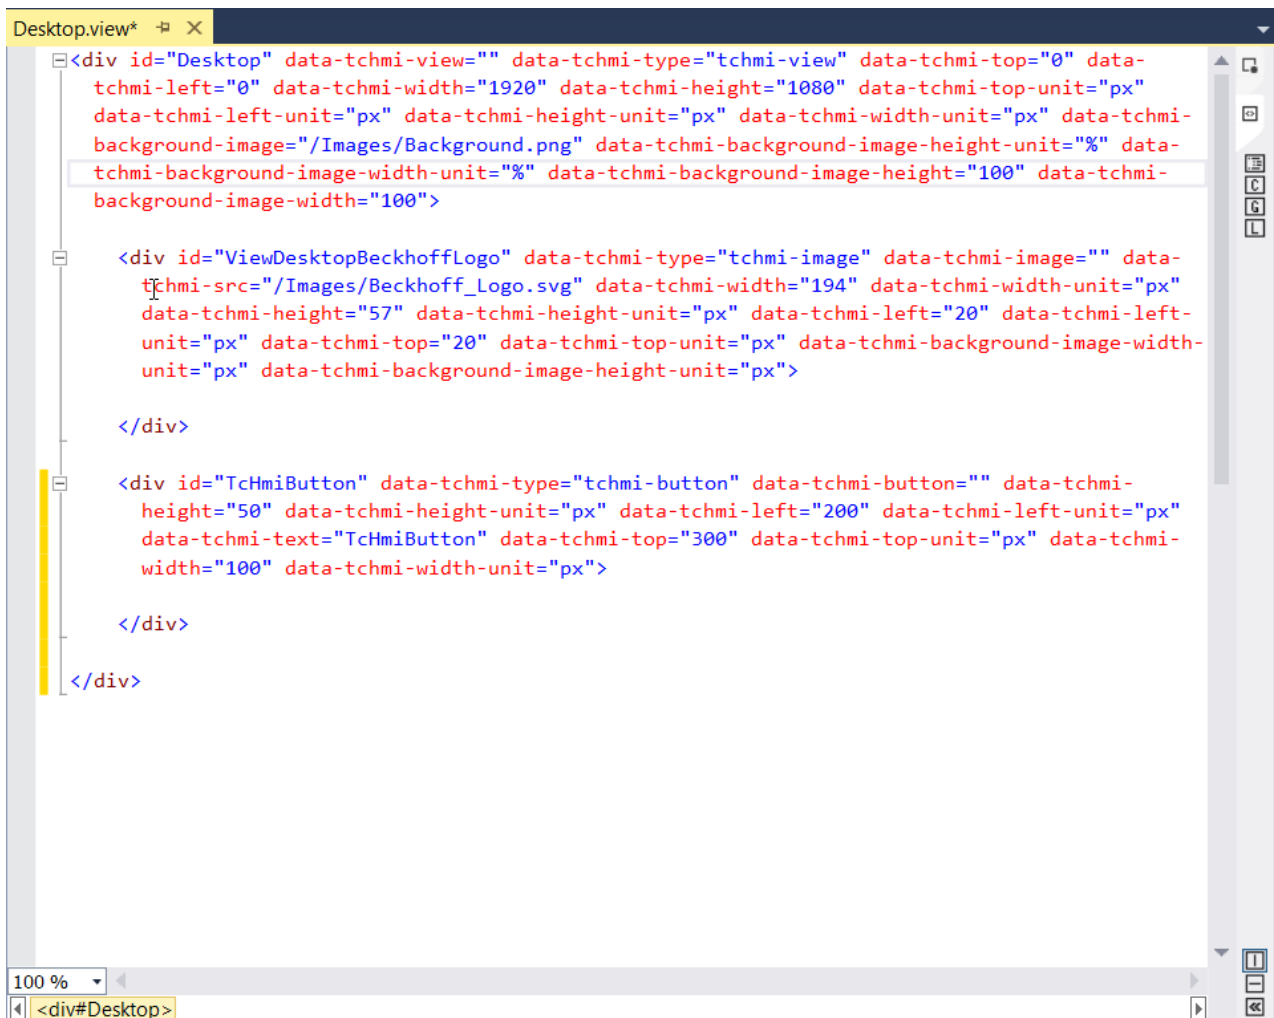 Desktop.view*
<div id="Desktop" data-tchmi-view="" data-tchmi-type="tchmi-view" data-tchmi-top="0" data-
tchmi-left="0" data-tchmi-width="1920" data-tchmi-height="1080" data-tchmi-top-unit="px"
data-tchmi-left-unit="px" data-tchmi-height-unit="px" data-tchmi-width-unit="px" data-tchmi-
background-image="/Images/Background.png" data-tchmi-background-image-height-unit="%" data-
tchmi-background-image-width-unit="%" data-tchmi-background-image-height="100" data-tchmi-
background-image-width="100">
<div id="ViewDesktopBeckhoffLogo" data-tchmi-type="tchmi-image" data-tchmi-image="" data-
tchmi-src="/Images/Beckhoff_Logo.svg" data-tchmi-width="194" data-tchmi-width-unit="px"
data-tchmi-height="57" data-tchmi-height-unit="px" data-tchmi-left="20" data-tchmi-left-
unit="px" data-tchmi-top="20" data-tchmi-top-unit="px" data-tchmi-background-image-width-
unit="px" data-tchmi-background-image-height-unit="px">
</div>
<div id="TcHmiButton" data-tchmi-type="tchmi-button" data-tchmi-button="" data-tchmi-
height="50" data-tchmi-height-unit="px" data-tchmi-left="200" data-tchmi-left-unit="px"
data-tchmi-text="TcHmiButton" data-tchmi-top="300" data-tchmi-top-unit="px" data-tchmi-
width="100" data-tchmi-width-unit="px">
</div>
</div>
C
G
L
100 %
<div#Desktop>